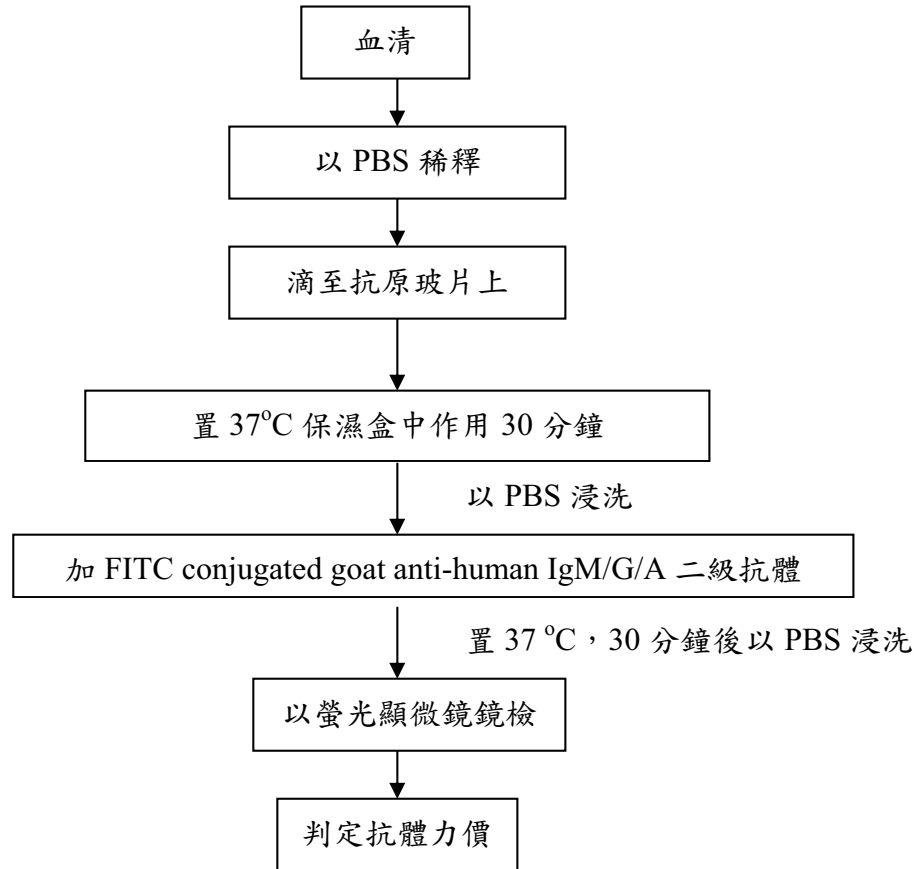 血清
以 PBS 稀釋
滴至抗原玻片上
置 37°C 保濕盒中作用 30 分鐘
以 PBS 浸洗
加 FITC conjugated goat anti-human IgM/G/A 二級抗體
置 37 °C，30 分鐘後以 PBS 浸洗
以螢光顯微鏡鏡檢
判定抗體力價